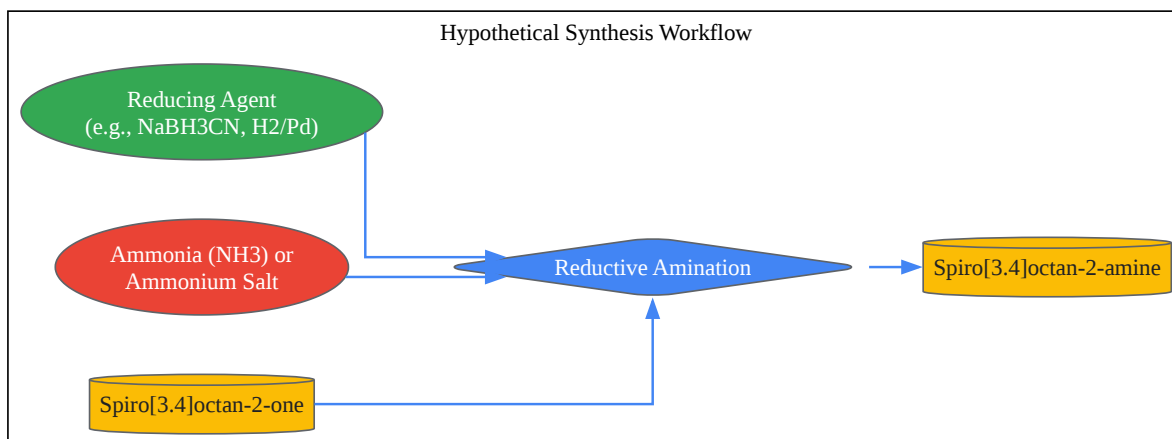 Hypothetical Synthesis Workflow
Reducing Agent
(e.g., NaBH3CN, H2/Pd)
Ammonia (NH3) or
Ammonium Salt
Reductive Amination
Spiro[3.4]octan-2-amine
Spiro[3.4]octan-2-one